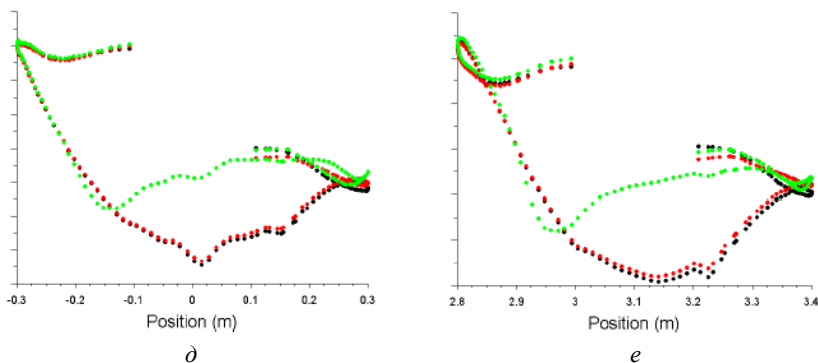 -0.3 -0.2 -0.1 0 0.1 0.2 0.3
Position (m)
д
2.8 2.9 3 3.1 3.2 3.3 3.4
Position (m)
е